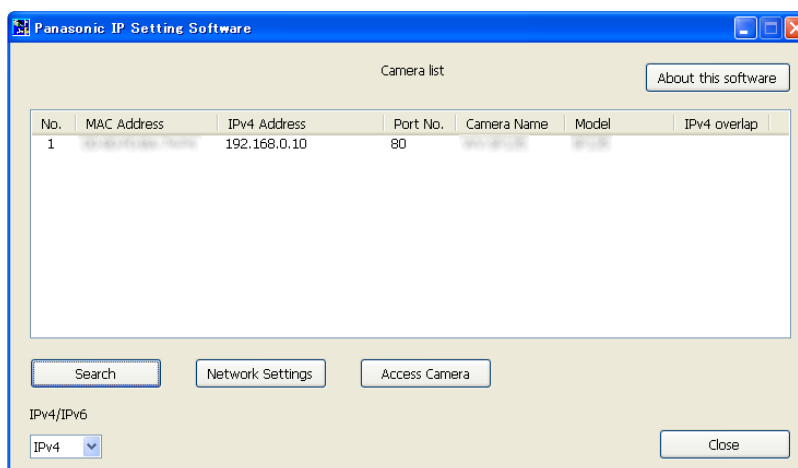 Panasonic IP Setting Software
Camera list
About this software
No. MAC Address IPv4 Address Port No. Camera Name Model IPv4 overlap
1 192.168.0.10 80
Search Network Settings Access Camera
IPv4/IPv6
IPv4
Close